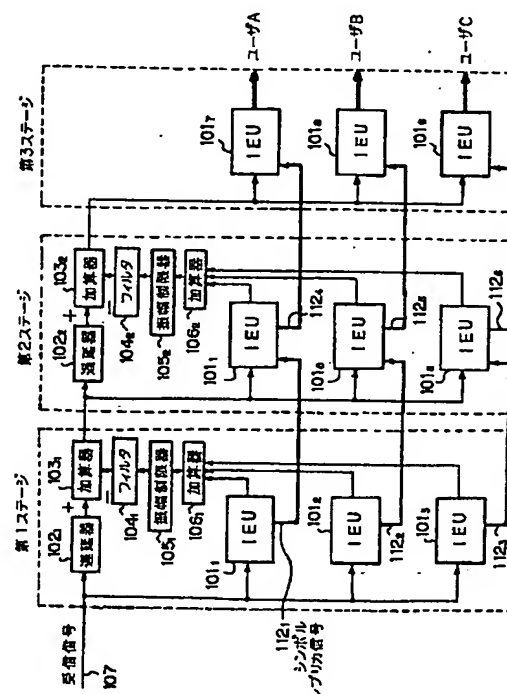 第1ステージ
第2ステージ
第3ステージ
受信信号
107
102₁
遅延器
+
103₁
加算器
−
104₁
フィルタ
105₁
振幅制限器
106₁
加算器
101₁
IEU
112₁
シンボル
レプリカ信号
101₂
IEU
112₂
101₃
IEU
112₃
102₂
遅延器
+
103₂
加算器
−
104₂
フィルタ
105₂
振幅制限器
106₂
加算器
IEU
112₄
IEU
112₅
IEU
112₆
101₇
IEU
ユーザA
101₈
IEU
ユーザB
101₉
IEU
ユーザC